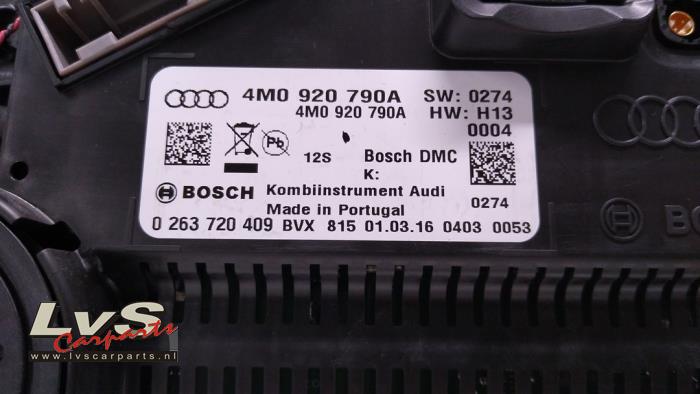 4M0 920 790A SW: 0274
4M0 920 790A HW: H13
0004
Pb
12S Bosch DMC
K:
BOSCH Kombiinstrument Audi 0274
Made in Portugal
0 263 720 409 BVX 815 01.03.16 0403 0053
LvS
Carparts
www.lvscarparts.nl